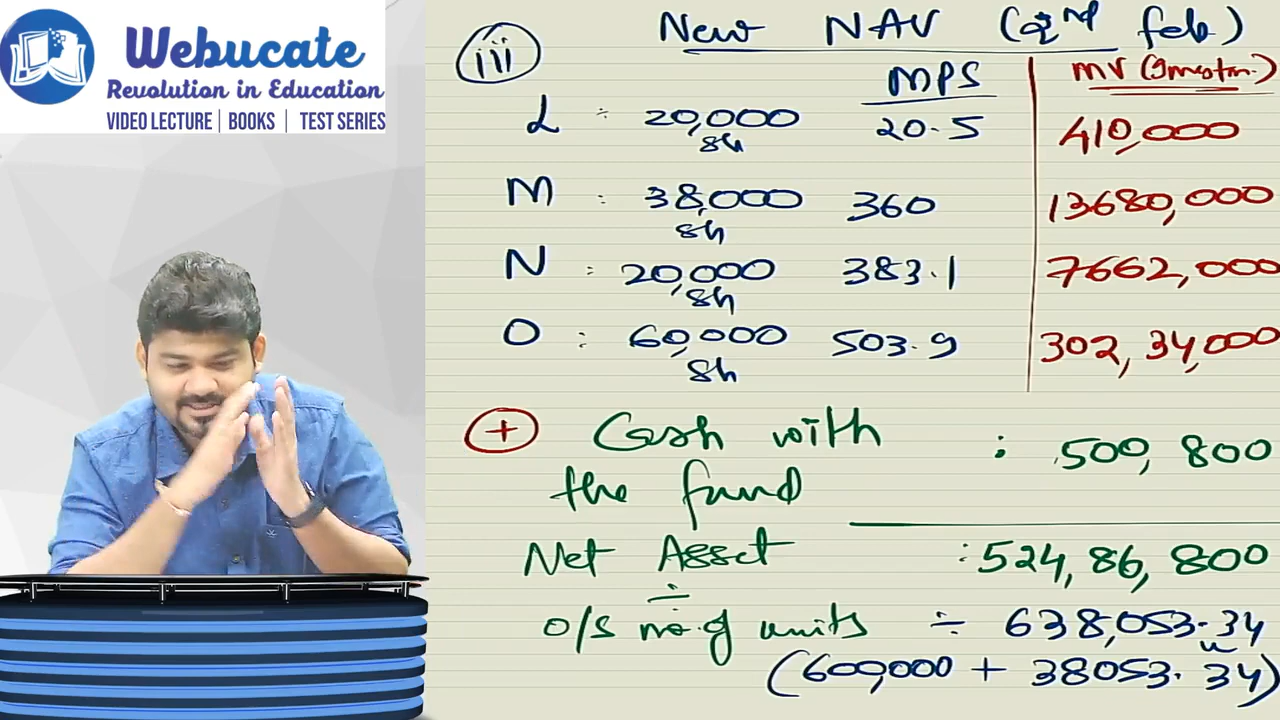 Webucate
Revolution in Education
VIDEO LECTURE | BOOKS | TEST SERIES
iii New NAV (2nd feb)
MPS MV (Investm.)
L : 20,000 sh 20.5 410,000
M : 38,000 sh 360 13680,000
N : 20,000 sh 383.1 7662,000
O : 60,000 sh 503.9 302,34,000
+ Cash with the fund : 500,800
Net Asset : 524,86,800
÷
o/s no. of units ÷ 638,053.34
(600,000 + 38053.34)